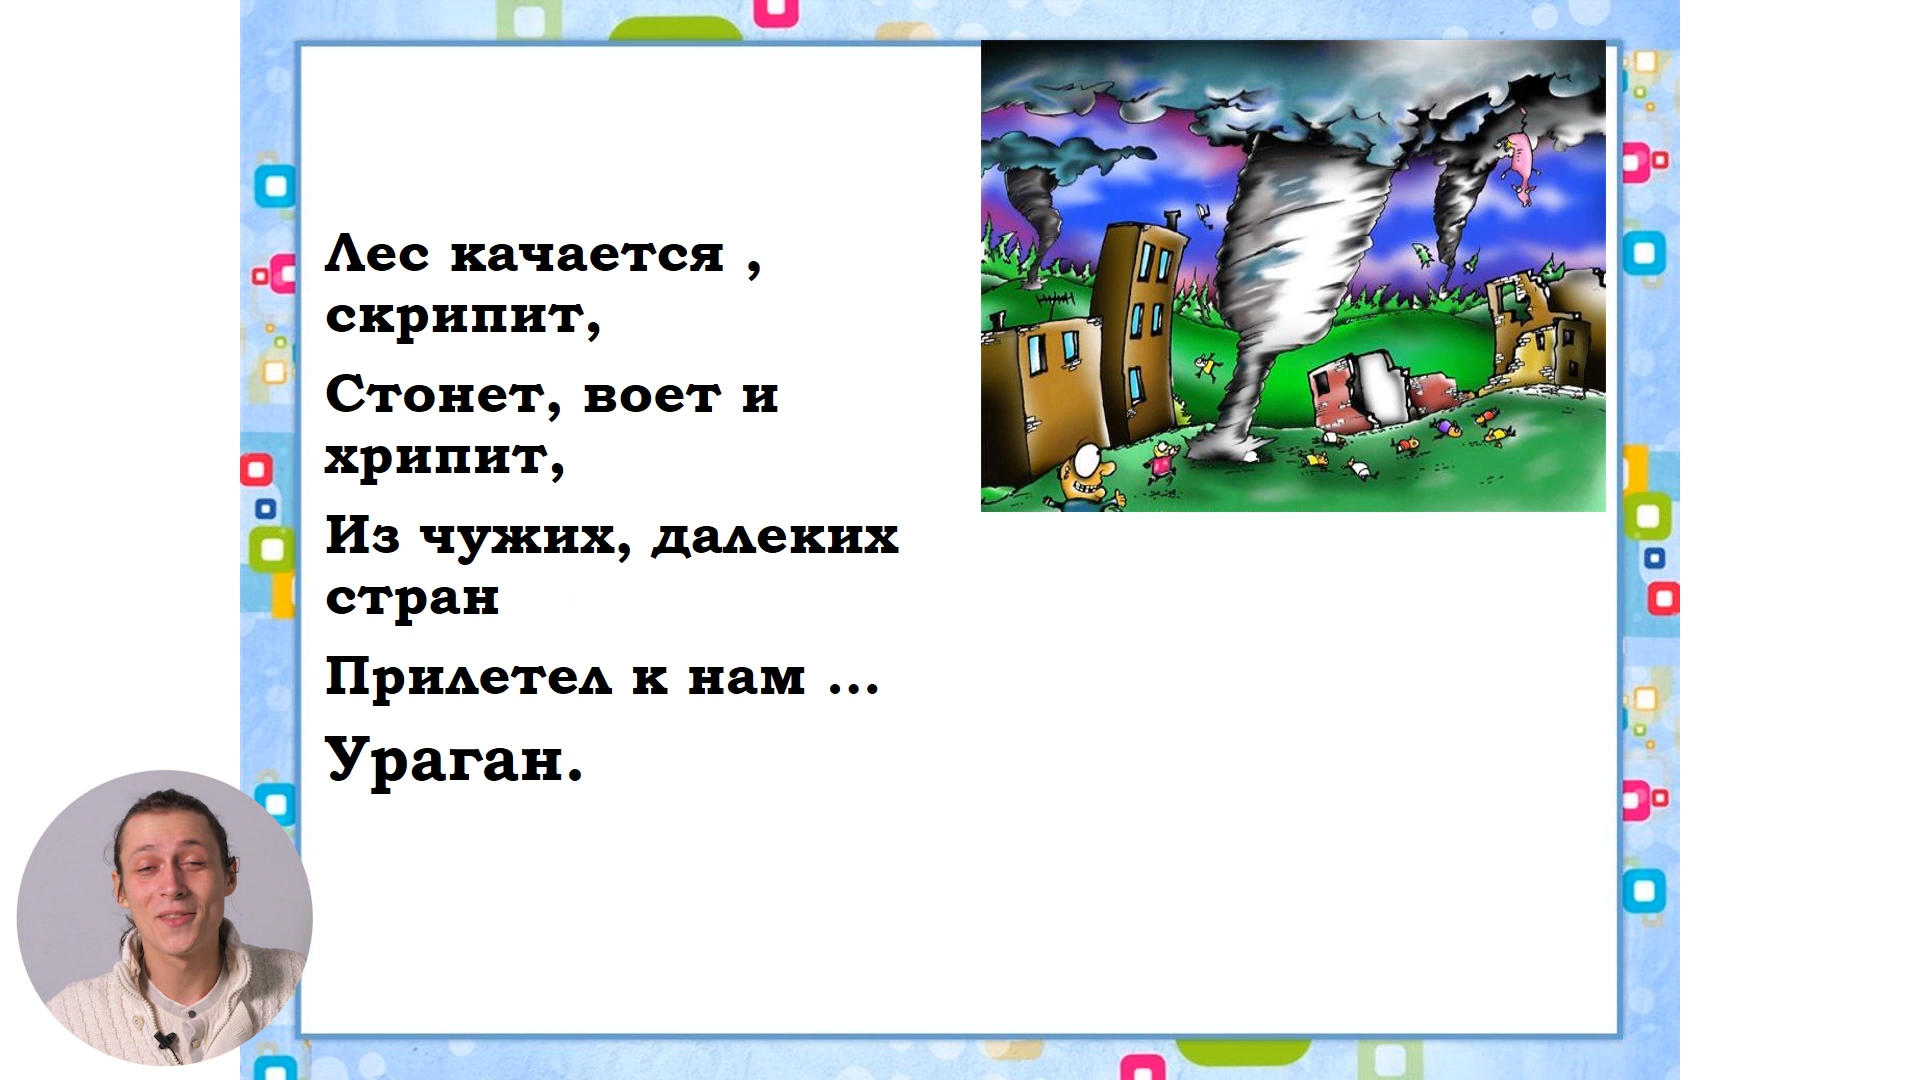 Лес качается ,
скрипит,
Стонет, воет и
хрипит,
Из чужих, далеких
стран
Прилетел к нам ...
Ураган.